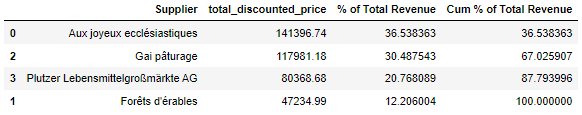 Supplier total_discounted_price % of Total Revenue Cum % of Total Revenue
0 Aux joyeux ecclésiastiques 141396.74 36.538363 36.538363
2 Gai pâturage 117981.18 30.487543 67.025907
3 Plutzer Lebensmittelgroßmärkte AG 80368.68 20.768089 87.793996
1 Forêts d'érables 47234.99 12.206004 100.000000